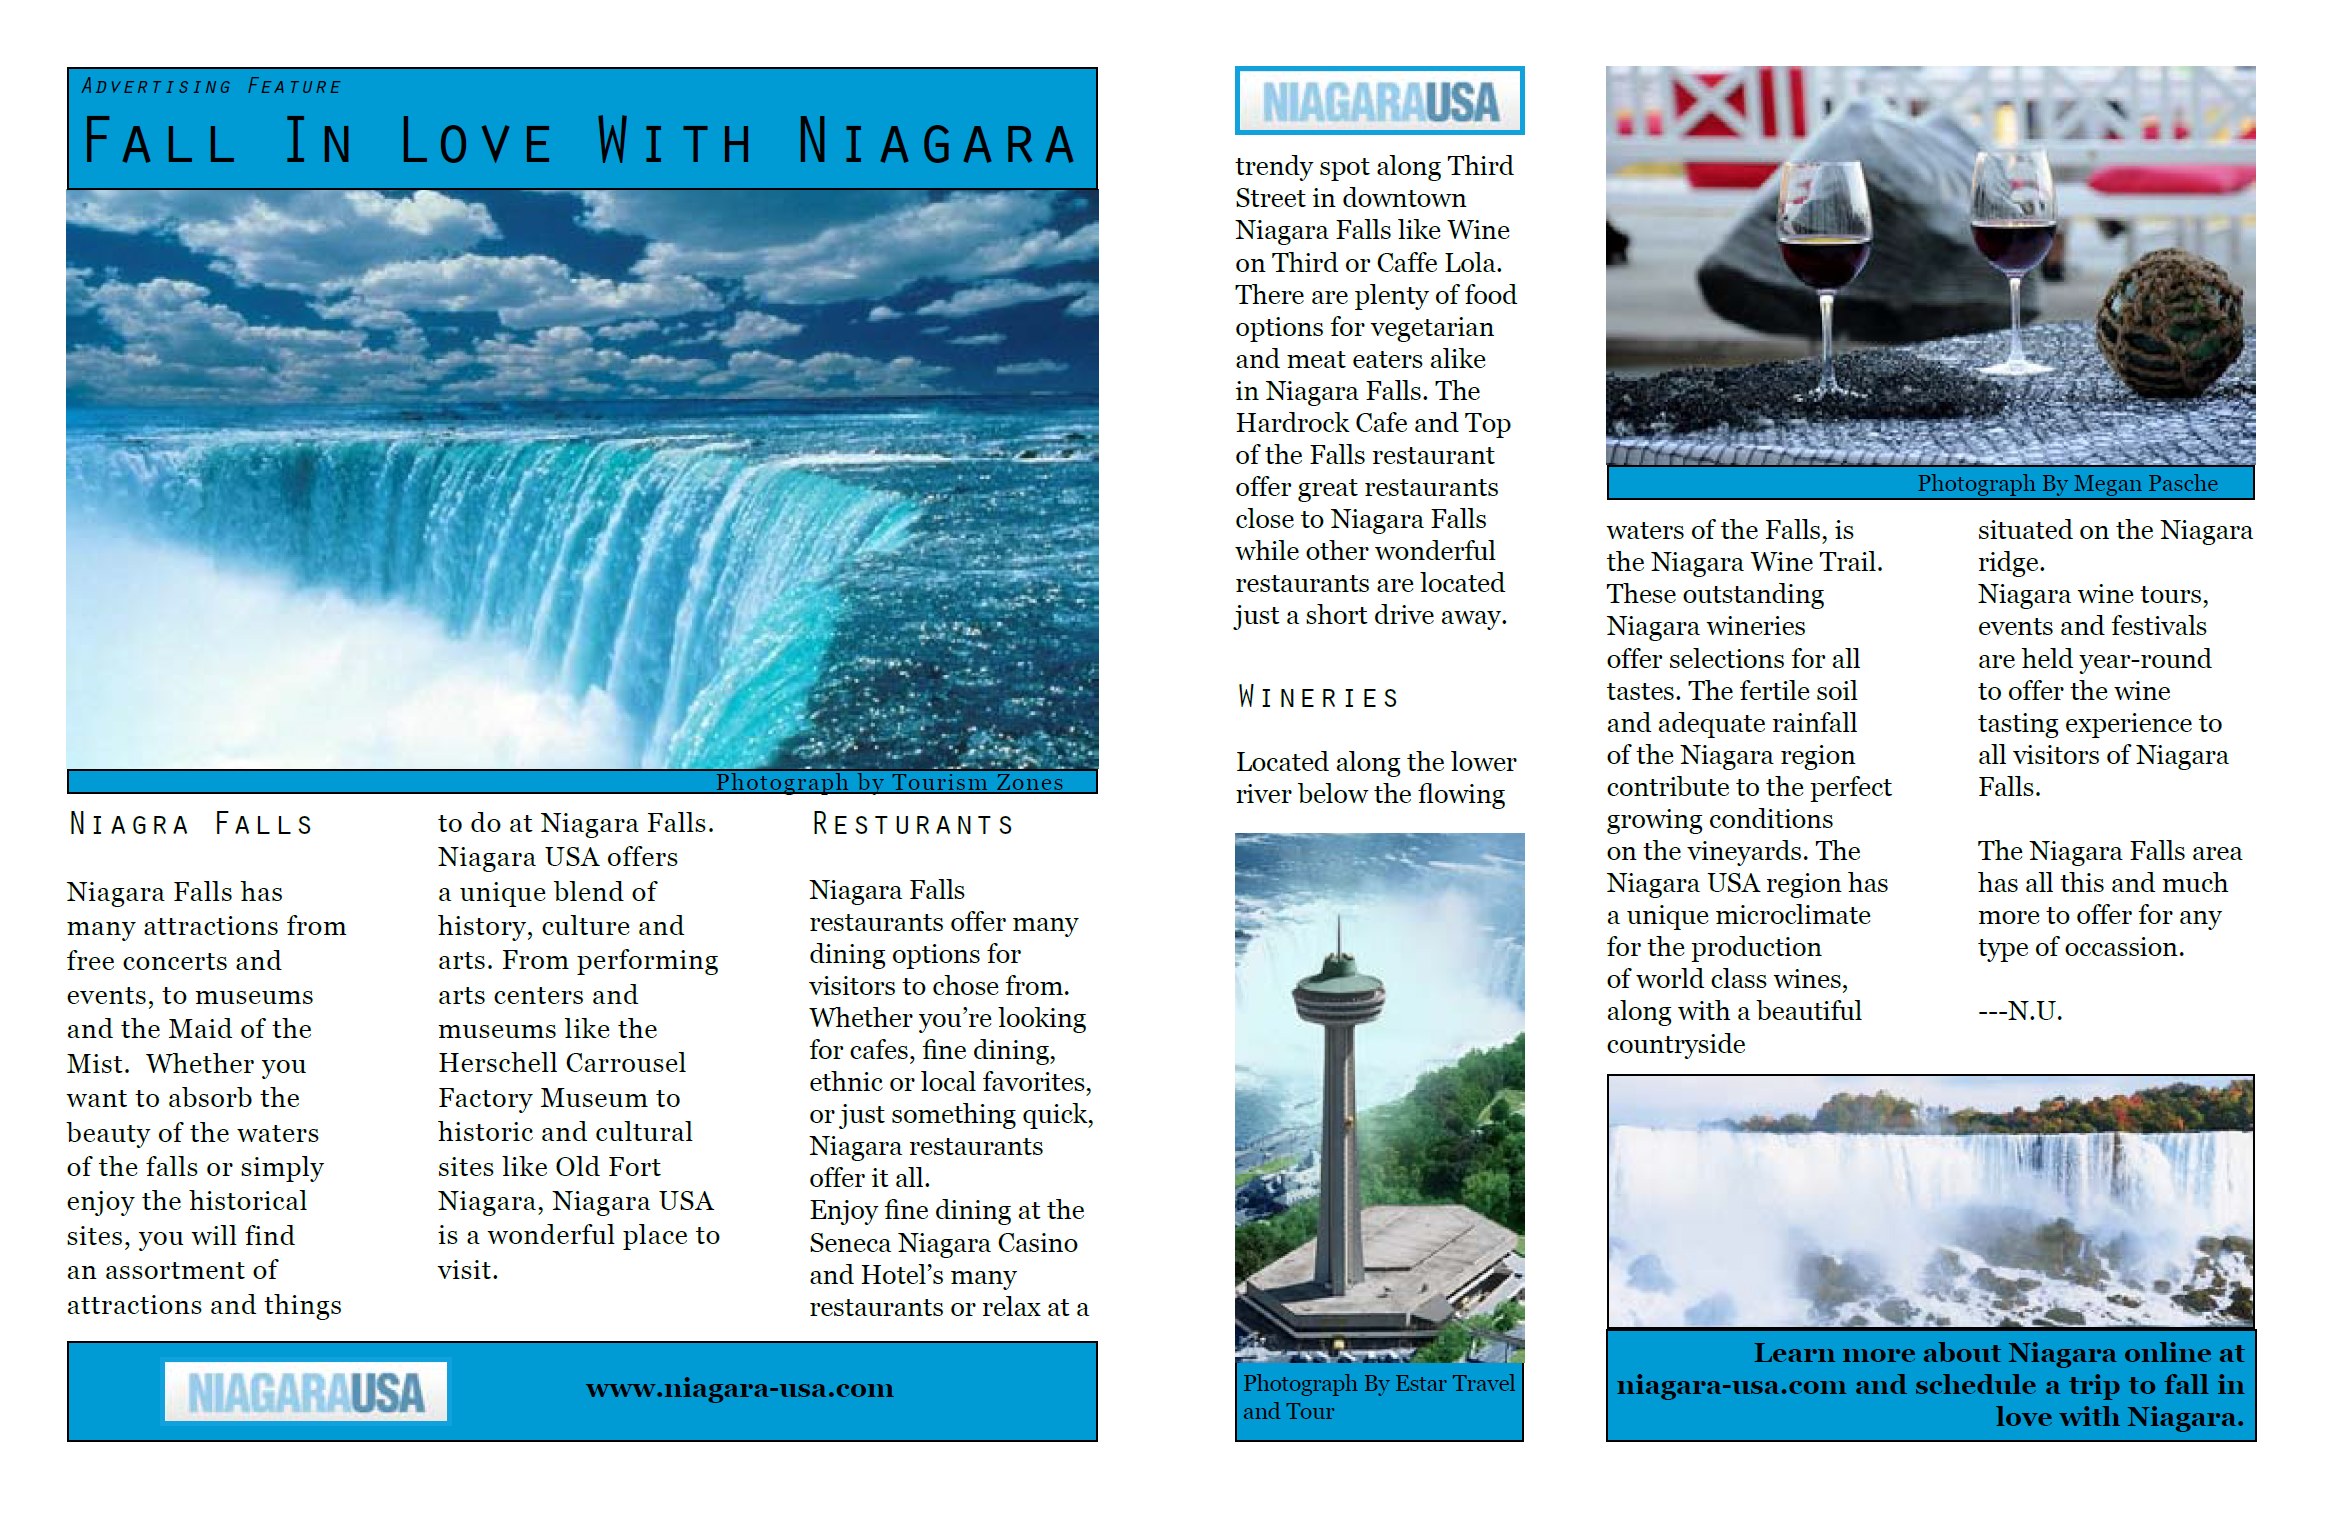 Advertising Feature
Fall In Love With Niagara
Photograph by Tourism Zones
Niagra Falls
Niagara Falls has
many attractions from
free concerts and
events, to museums
and the Maid of the
Mist.  Whether you
want to absorb the
beauty of the waters
of the falls or simply
enjoy the historical
sites, you will find
an assortment of
attractions and things
to do at Niagara Falls.
Niagara USA offers
a unique blend of
history, culture and
arts. From performing
arts centers and
museums like the
Herschell Carrousel
Factory Museum to
historic and cultural
sites like Old Fort
Niagara, Niagara USA
is a wonderful place to
visit.
Resturants
Niagara Falls
restaurants offer many
dining options for
visitors to chose from.
Whether you’re looking
for cafes, fine dining,
ethnic or local favorites,
or just something quick,
Niagara restaurants
offer it all.
Enjoy fine dining at the
Seneca Niagara Casino
and Hotel’s many
restaurants or relax at a
NIAGARAUSA
www.niagara-usa.com
NIAGARAUSA
trendy spot along Third
Street in downtown
Niagara Falls like Wine
on Third or Caffe Lola.
There are plenty of food
options for vegetarian
and meat eaters alike
in Niagara Falls. The
Hardrock Cafe and Top
of the Falls restaurant
offer great restaurants
close to Niagara Falls
while other wonderful
restaurants are located
just a short drive away.
Wineries
Located along the lower
river below the flowing
Photograph By Estar Travel
and Tour
Photograph By Megan Pasche
waters of the Falls, is
the Niagara Wine Trail.
These outstanding
Niagara wineries
offer selections for all
tastes. The fertile soil
and adequate rainfall
of the Niagara region
contribute to the perfect
growing conditions
on the vineyards. The
Niagara USA region has
a unique microclimate
for the production
of world class wines,
along with a beautiful
countryside
situated on the Niagara
ridge.
Niagara wine tours,
events and festivals
are held year-round
to offer the wine
tasting experience to
all visitors of Niagara
Falls.
The Niagara Falls area
has all this and much
more to offer for any
type of occassion.
---N.U.
Learn more about Niagara online at
niagara-usa.com and schedule a trip to fall in
love with Niagara.